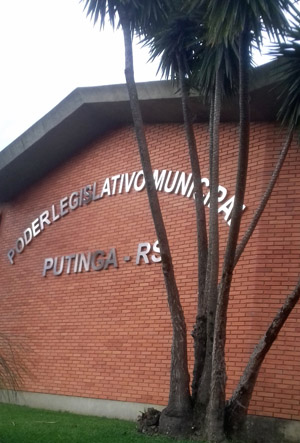 PODER LEGISLATIVO MUNICIPAL
PUTINGA - RS